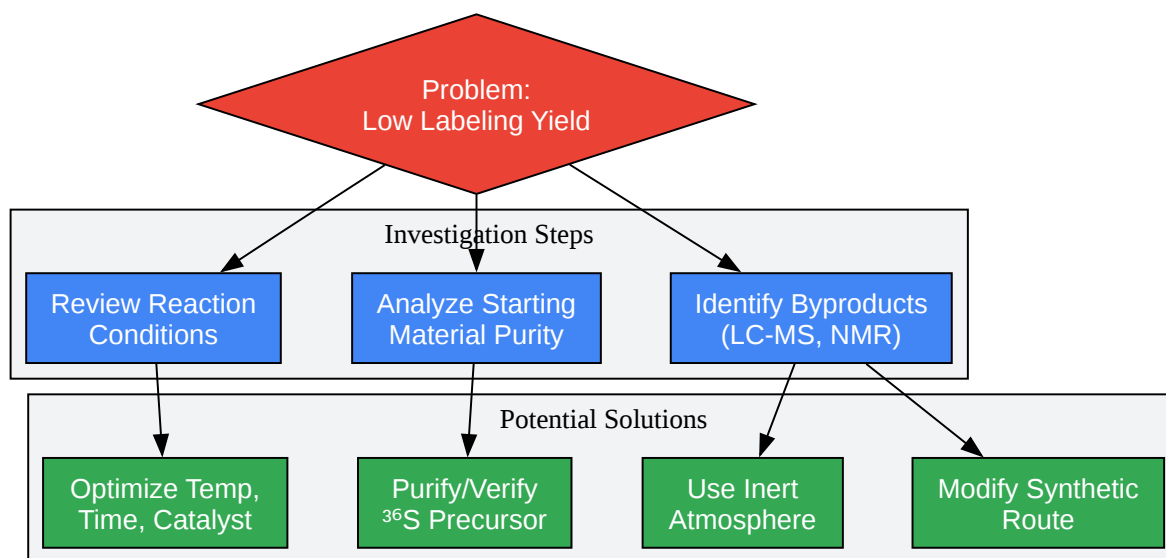 Problem:
Low Labeling Yield
Investigation Steps
Review Reaction
Conditions
Analyze Starting
Material Purity
Identify Byproducts
(LC-MS, NMR)
Potential Solutions
Optimize Temp,
Time, Catalyst
Purify/Verify
³⁶S Precursor
Use Inert
Atmosphere
Modify Synthetic
Route